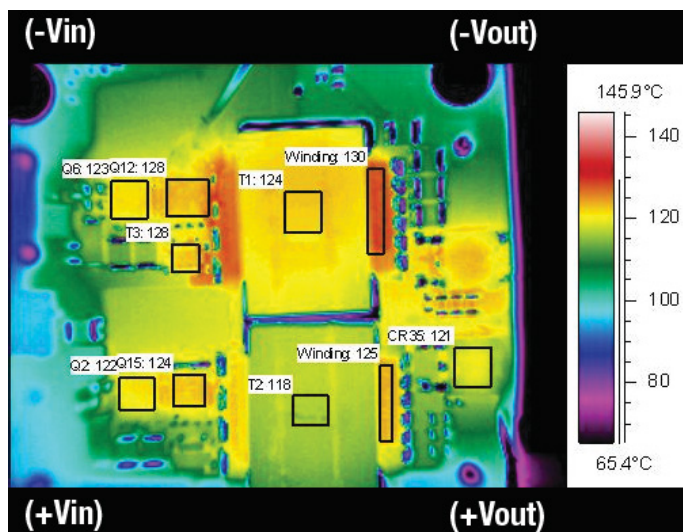 (-Vin) (-Vout)
145.9°C
140
Winding: 130
Q6: 123 Q12: 128
T1: 124
120
T3: 128
100
CR35: 121
Winding: 125
Q2: 122 Q15: 124
T2: 118
80
65.4°C
(+Vin) (+Vout)